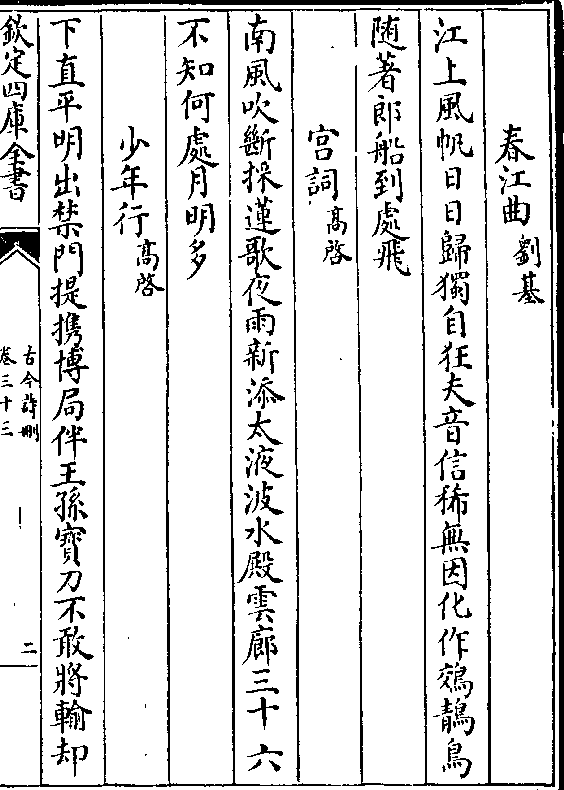 春江曲 劉基
江上風帆日日歸獨自狂夫音信稀無因化作鵁鶄鳥
随著郎船到處飛
宫詞 髙啓
南風吹斷採蓮歌夜雨新添太液波水殿雲廊三十六
不知何處月明多
少年行 髙啓
下直平明出禁門提携博局伴王孫寶刀不敢將輸却
欽定四庫全書
古今詩刪
卷三十三
二